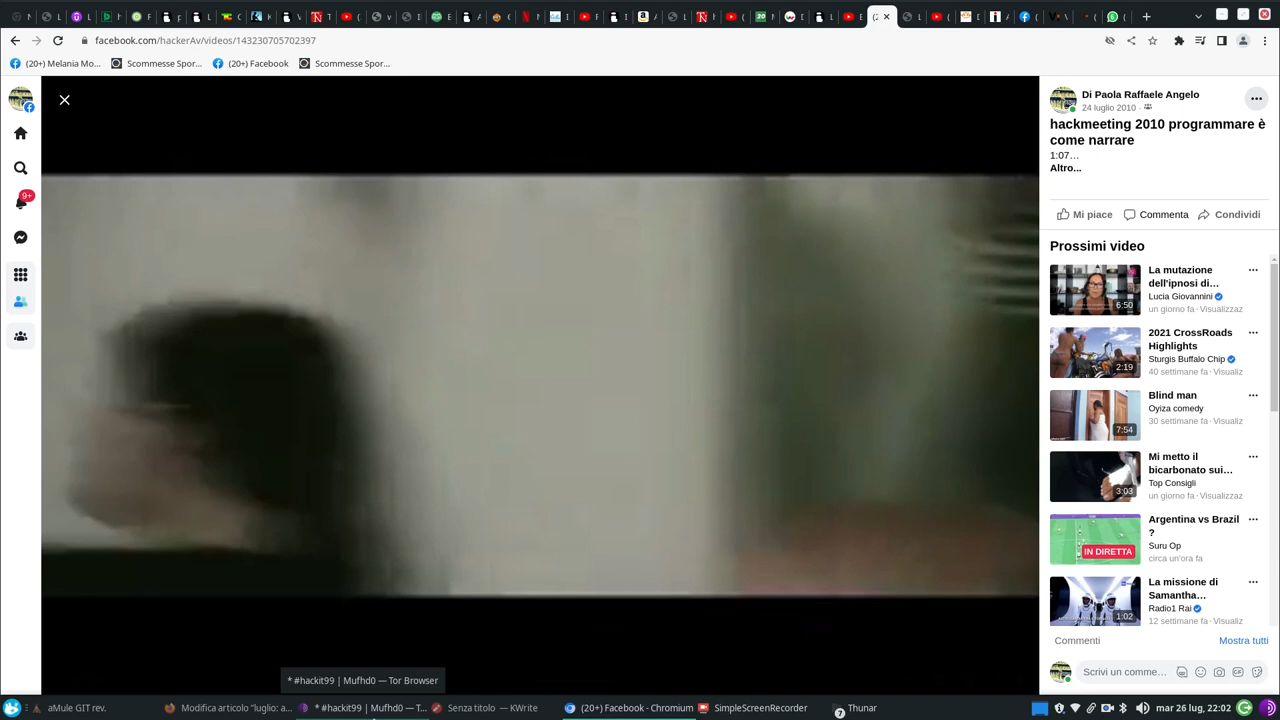 facebook.com/hackerAv/videos/143230705702397
(20+) Melania Mo...
Scommesse Spor...
(20+) Facebook
Scommesse Spor...
9+
Di Paola Raffaele Angelo
24 luglio 2010 ·
hackmeeting 2010 programmare è
come narrare
1:07...
Altro...
Mi piace
Commenta
Condividi
Prossimi video
La mutazione
dell'ipnosi di...
Lucia Giovannini
un giorno fa · Visualizzaz
6:50
2021 CrossRoads
Highlights
Sturgis Buffalo Chip
40 settimane fa · Visualiz
2:19
Blind man
Oyiza comedy
30 settimane fa · Visualiz
7:54
Mi metto il
bicarbonato sui...
Top Consigli
un giorno fa · Visualizzaz
3:03
Argentina vs Brazil
?
Suru Op
circa un'ora fa
IN DIRETTA
La missione di
Samantha...
Radio1 Rai
12 settimane fa · Visualiz
1:02
Commenti
Mostra tutti
Scrivi un comme...
* #hackit99 | Mufhd0 — Tor Browser
aMule GIT rev.
Modifica articolo "luglio: a...
* #hackit99 | Mufhd0 — T...
Senza titolo — KWrite
(20+) Facebook - Chromium
SimpleScreenRecorder
Thunar
mar 26 lug, 22:02